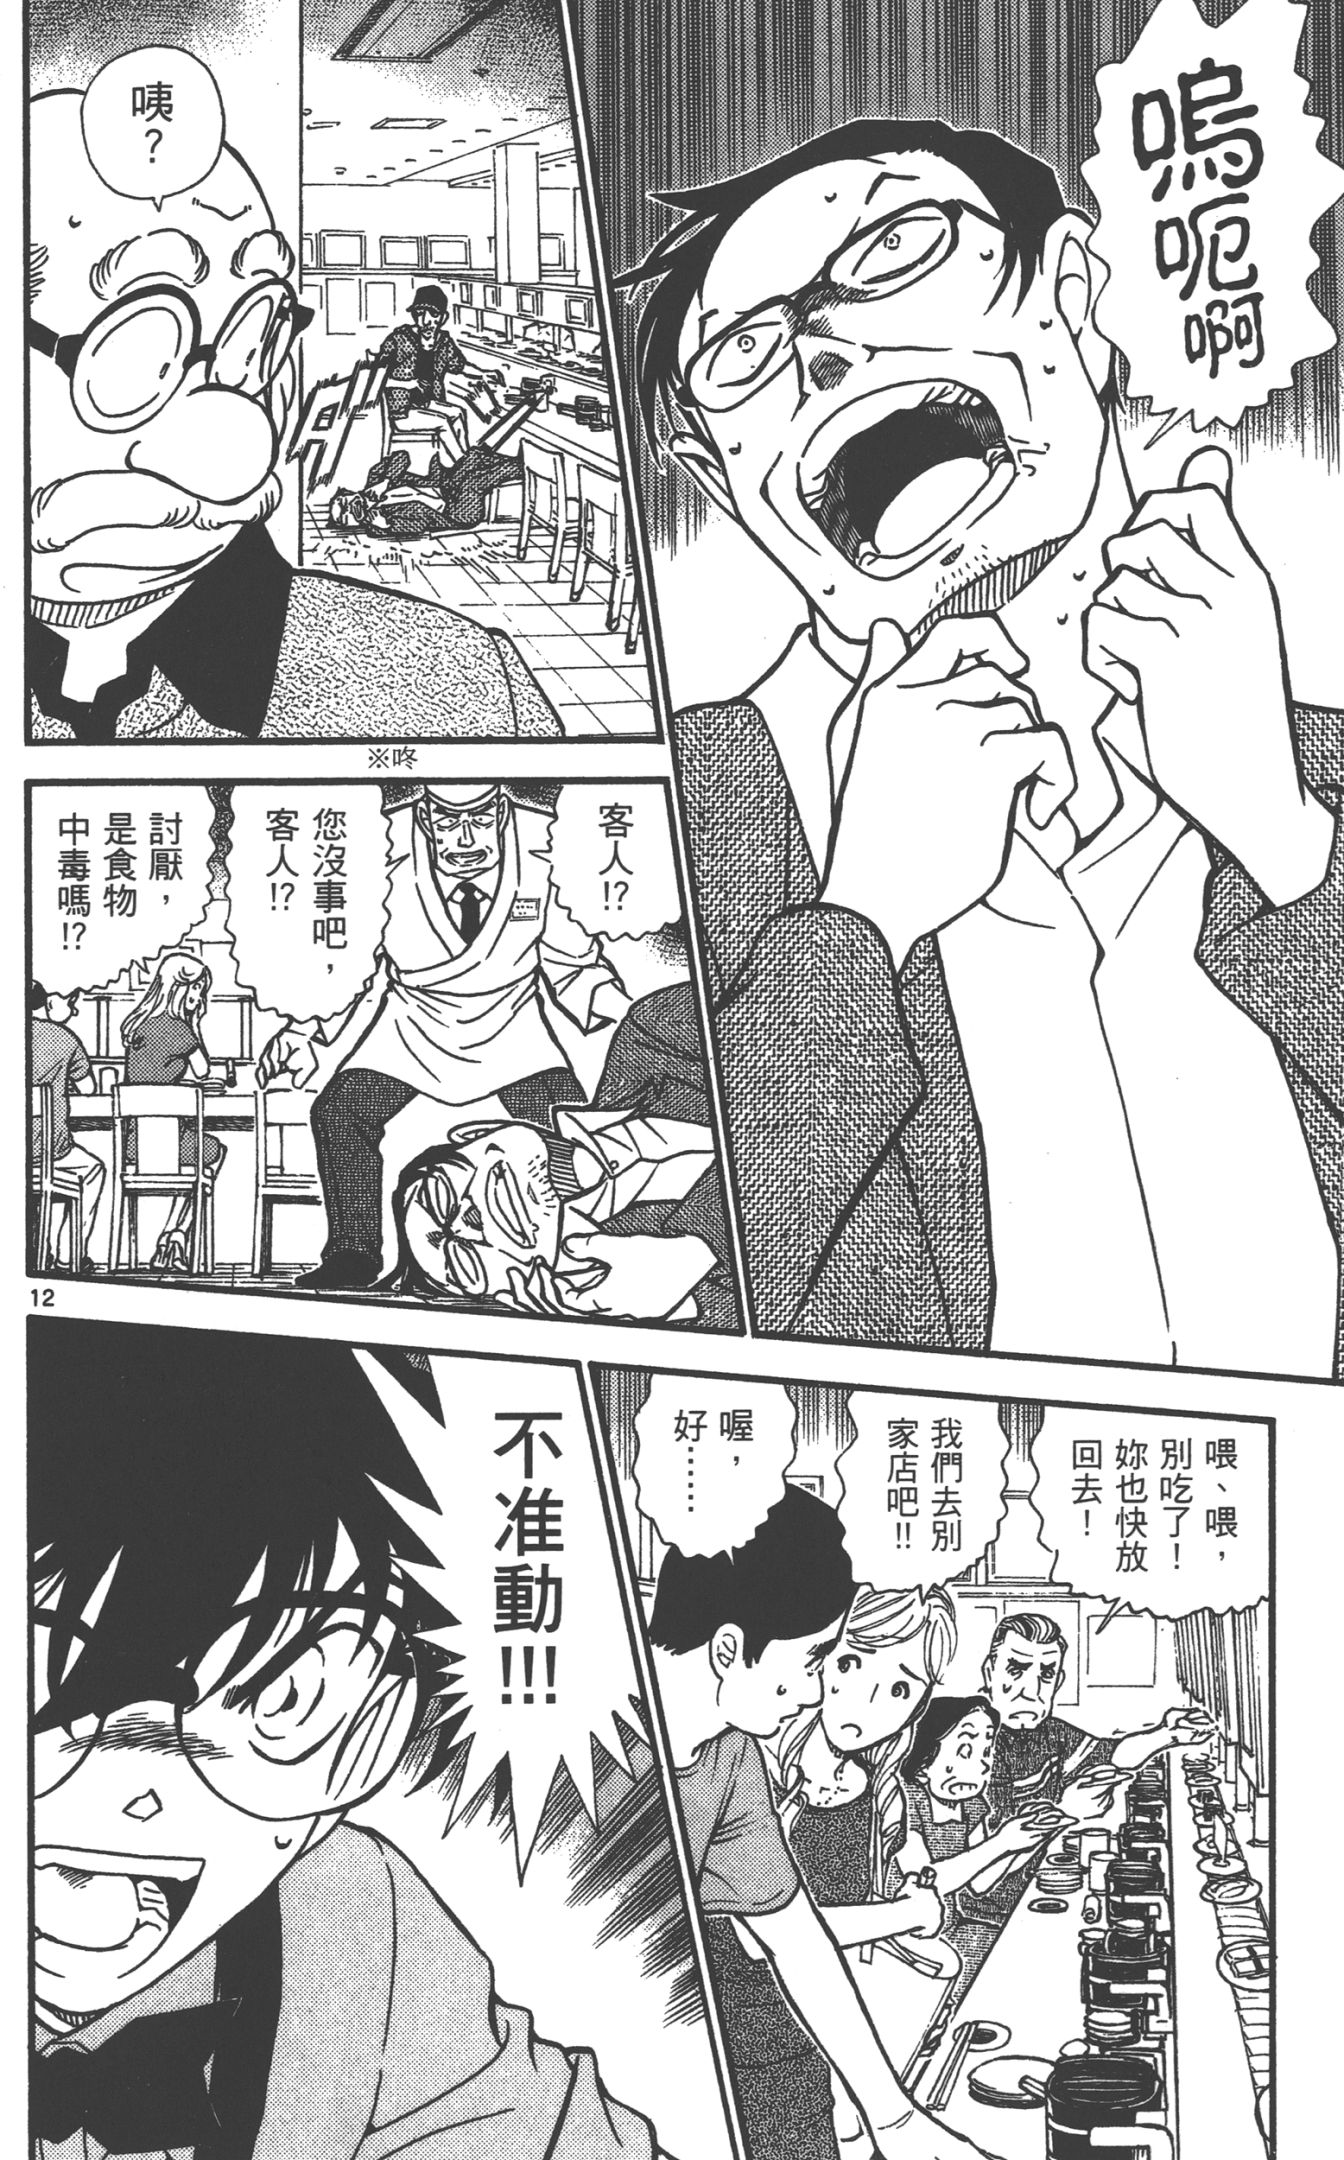 嗚呃啊
咦?
※咚
客人!?
您沒事吧，
客人!?
討厭，
是食物
中毒嗎!?
12
喂、喂，
別吃了！
妳也快放
回去！
我們去別
家店吧!!
喔，
好……
不准動!!!